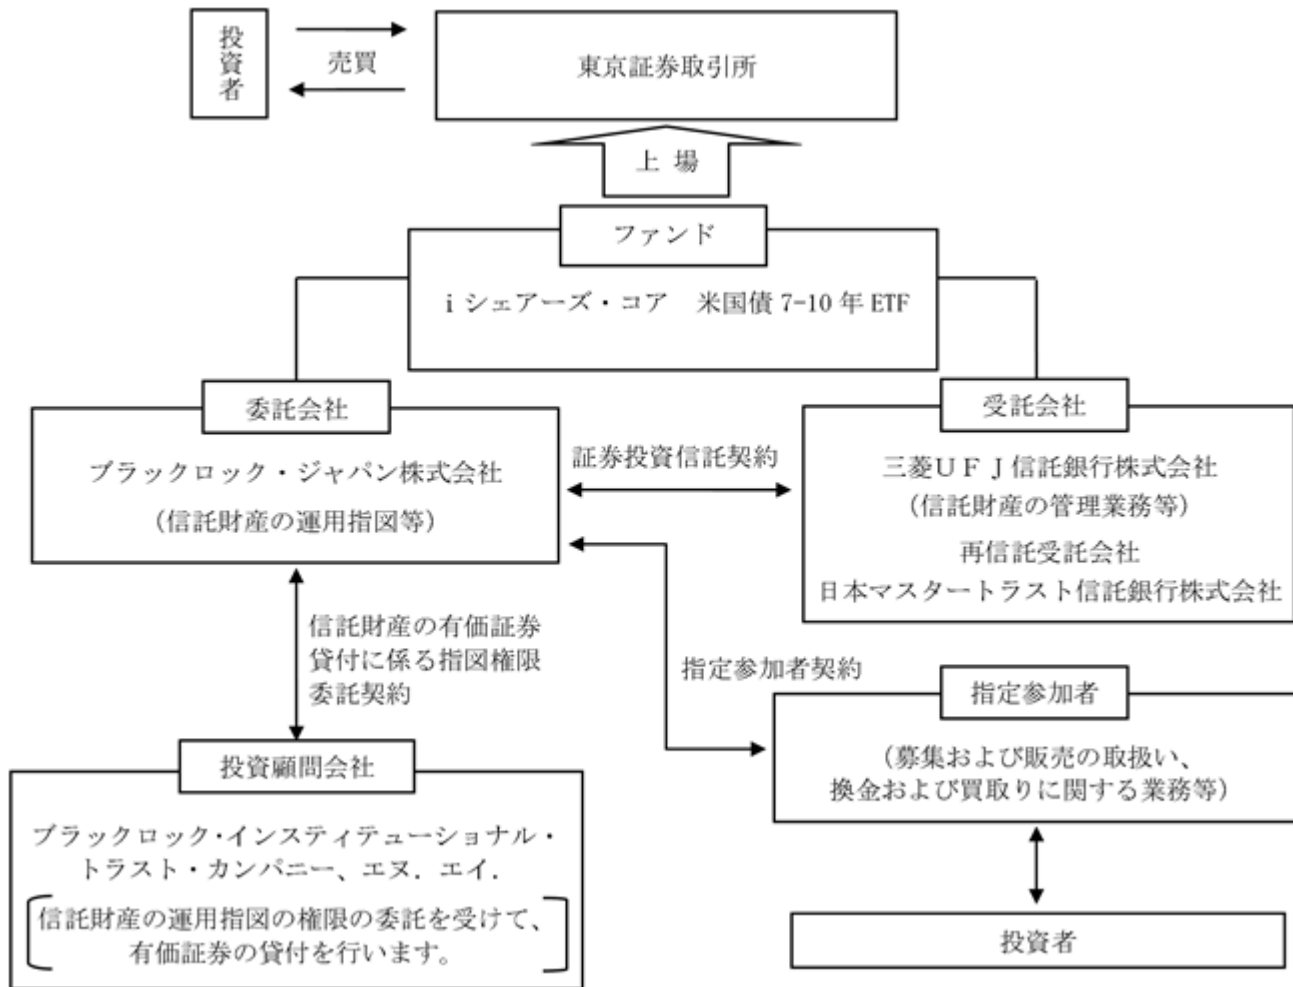 投資者
売買
東京証券取引所
上 場
ファンド
i シェアーズ・コア 米国債 7-10 年 ETF
委託会社
ブラックロック・ジャパン株式会社
(信託財産の運用指図等)
証券投資信託契約
受託会社
三菱UFJ信託銀行株式会社
(信託財産の管理業務等)
再信託受託会社
日本マスタートラスト信託銀行株式会社
信託財産の有価証券
貸付に係る指図権限
委託契約
指定参加者契約
指定参加者
(募集および販売の取扱い、
換金および買取りに関する業務等)
投資顧問会社
ブラックロック・インスティテューショナル・
トラスト・カンパニー、エヌ．エイ．
信託財産の運用指図の権限の委託を受けて、
有価証券の貸付を行います。
投資者